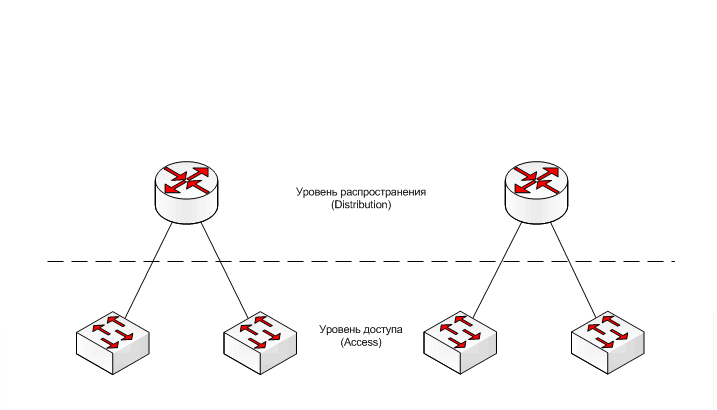 Уровень распространения
(Distribution)
Уровень доступа
(Access)